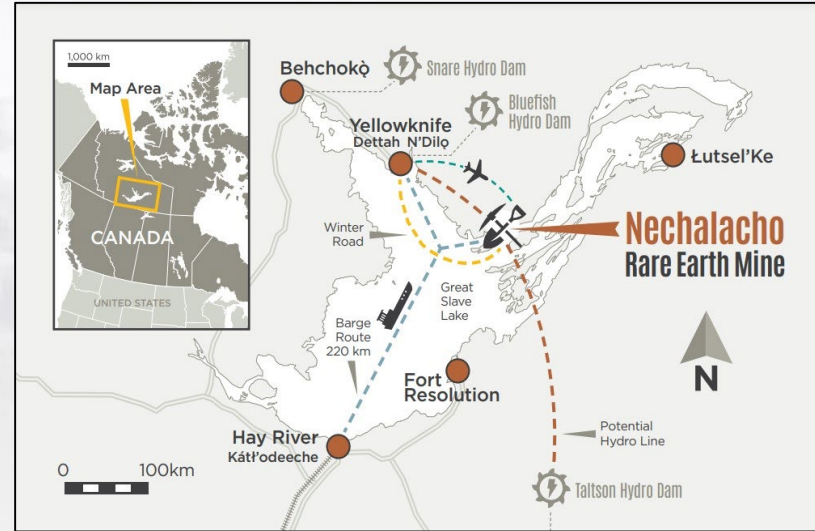 1,000 km
Map Area
CANADA
UNITED STATES
Behchokǫ̀
Snare Hydro Dam
Bluefish
Hydro Dam
Yellowknife
Dettah N'Dilǫ
Łutsel'Ke
Nechalacho
Rare Earth Mine
Winter
Road
Great
Slave
Lake
Barge
Route
220 km
Fort
Resolution
N
Hay River
Kátł'odeeche
Potential
Hydro Line
0 100km
Taltson Hydro Dam